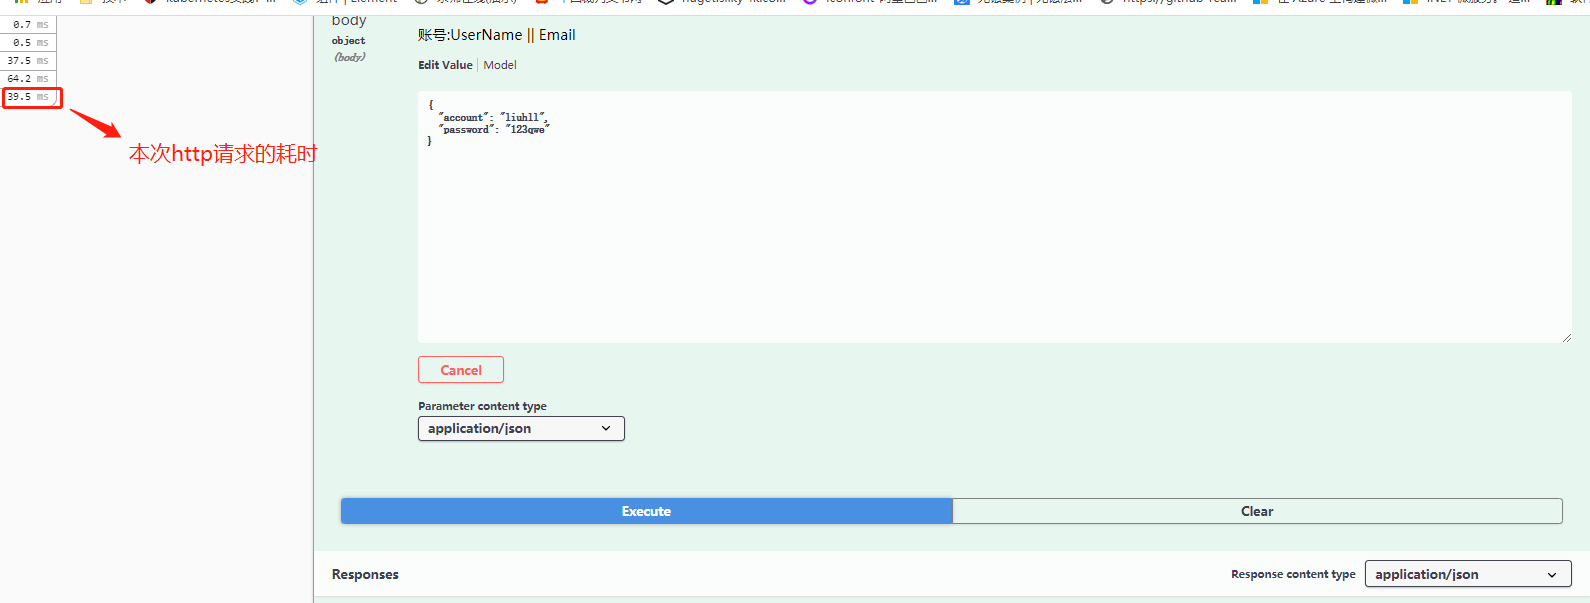 0.7 ms
0.5 ms
37.5 ms
64.2 ms
39.5 ms
本次http请求的耗时
body
object
(body)
账号:UserName || Email
Edit Value | Model
{
"account": "liuhll",
"password": "123qwe"
}
Cancel
Parameter content type
application/json
Execute
Clear
Responses
Response content type
application/json